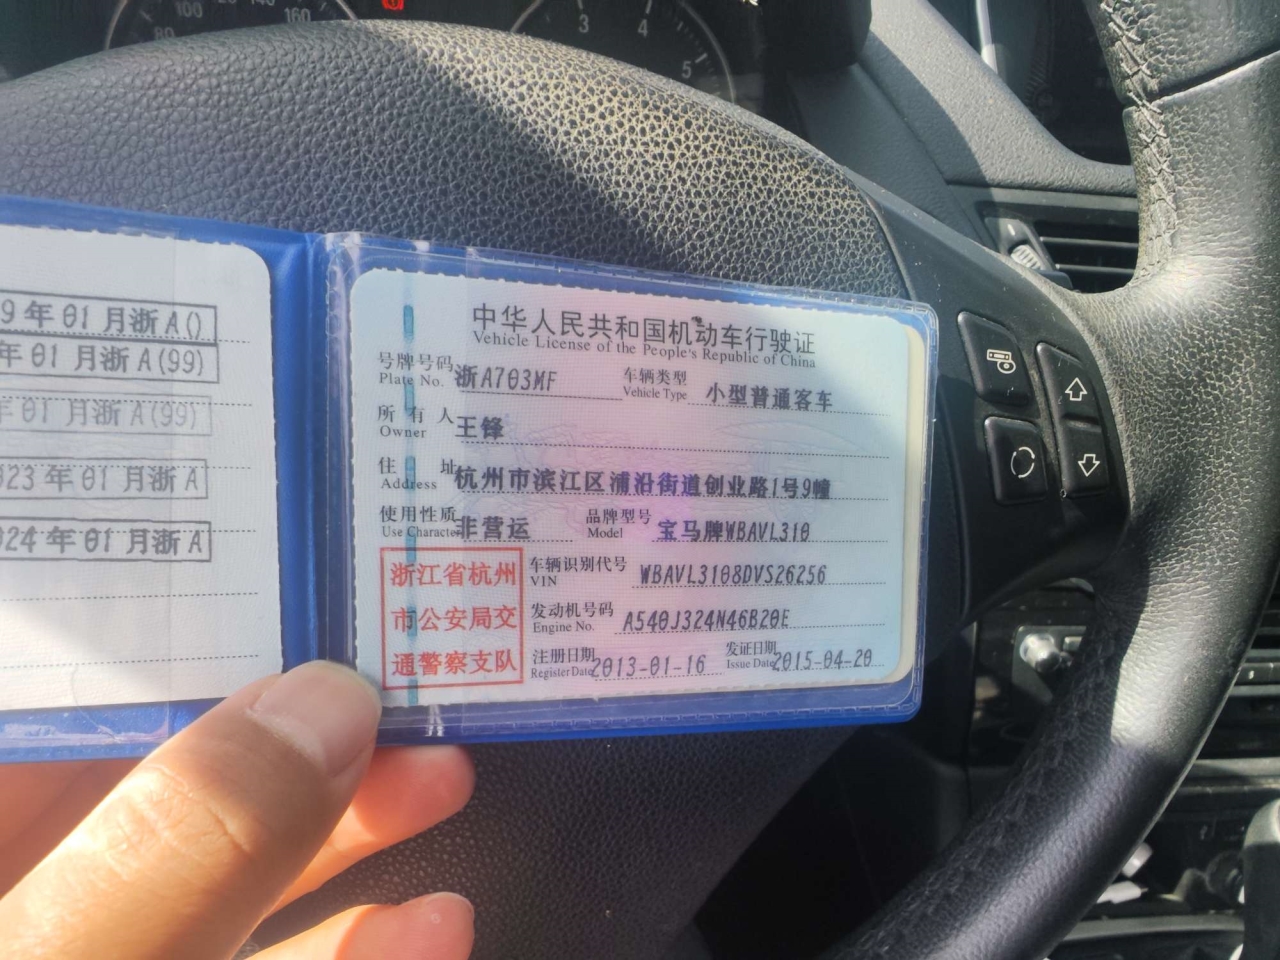 80
100
120
140
160
3
4
5
9年01月浙A()
年01月浙A(99)
年01月浙A(99)
023年01月浙A
024年01月浙A
中华人民共和国机动车行驶证
Vehicle License of the People's Republic of China
号牌号码 浙A703MF 车辆类型 小型普通客车
Plate No. Vehicle Type
所有人 王锋
Owner
住址 杭州市滨江区浦沿街道创业路1号9幢
Address
使用性质 非营运 品牌型号 宝马牌WBAVL310
Use Character Model
浙江省杭州
市公安局交
通警察支队
车辆识别代号 WBAVL3108DVS26256
VIN
发动机号码 A540J324N46B20E
Engine No.
注册日期 2013-01-16 发证日期 2015-04-20
Register Date Issue Date